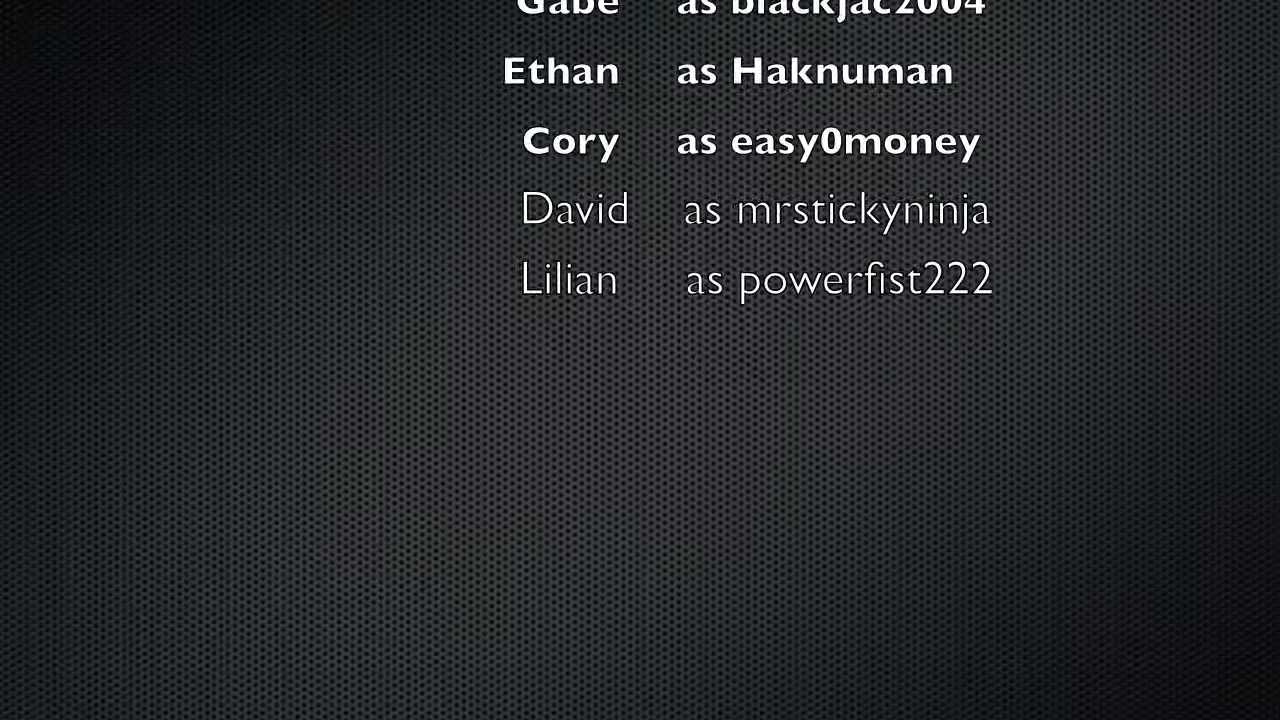 Gabe as blackjac2004
Ethan as Haknuman
Cory as easy0money
David as mrstickyninja
Lilian as powerfist222